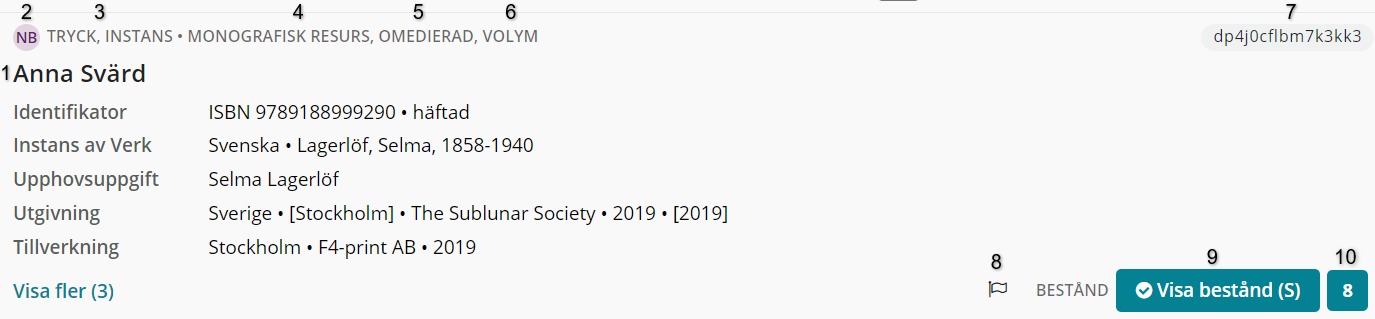 2 3 4 5 6 7
NB TRYCK, INSTANS • MONOGRAFISK RESURS, OMEDIERAD, VOLYM dp4j0cflbm7k3kk3
1 Anna Svärd
Identifikator ISBN 9789188999290 • häftad
Instans av Verk Svenska • Lagerlöf, Selma, 1858-1940
Upphovsuppgift Selma Lagerlöf
Utgivning Sverige • [Stockholm] • The Sublunar Society • 2019 • [2019]
Tillverkning Stockholm • F4-print AB • 2019
8 9 10
Visa fler (3) BESTÅND Visa bestånd (S) 8